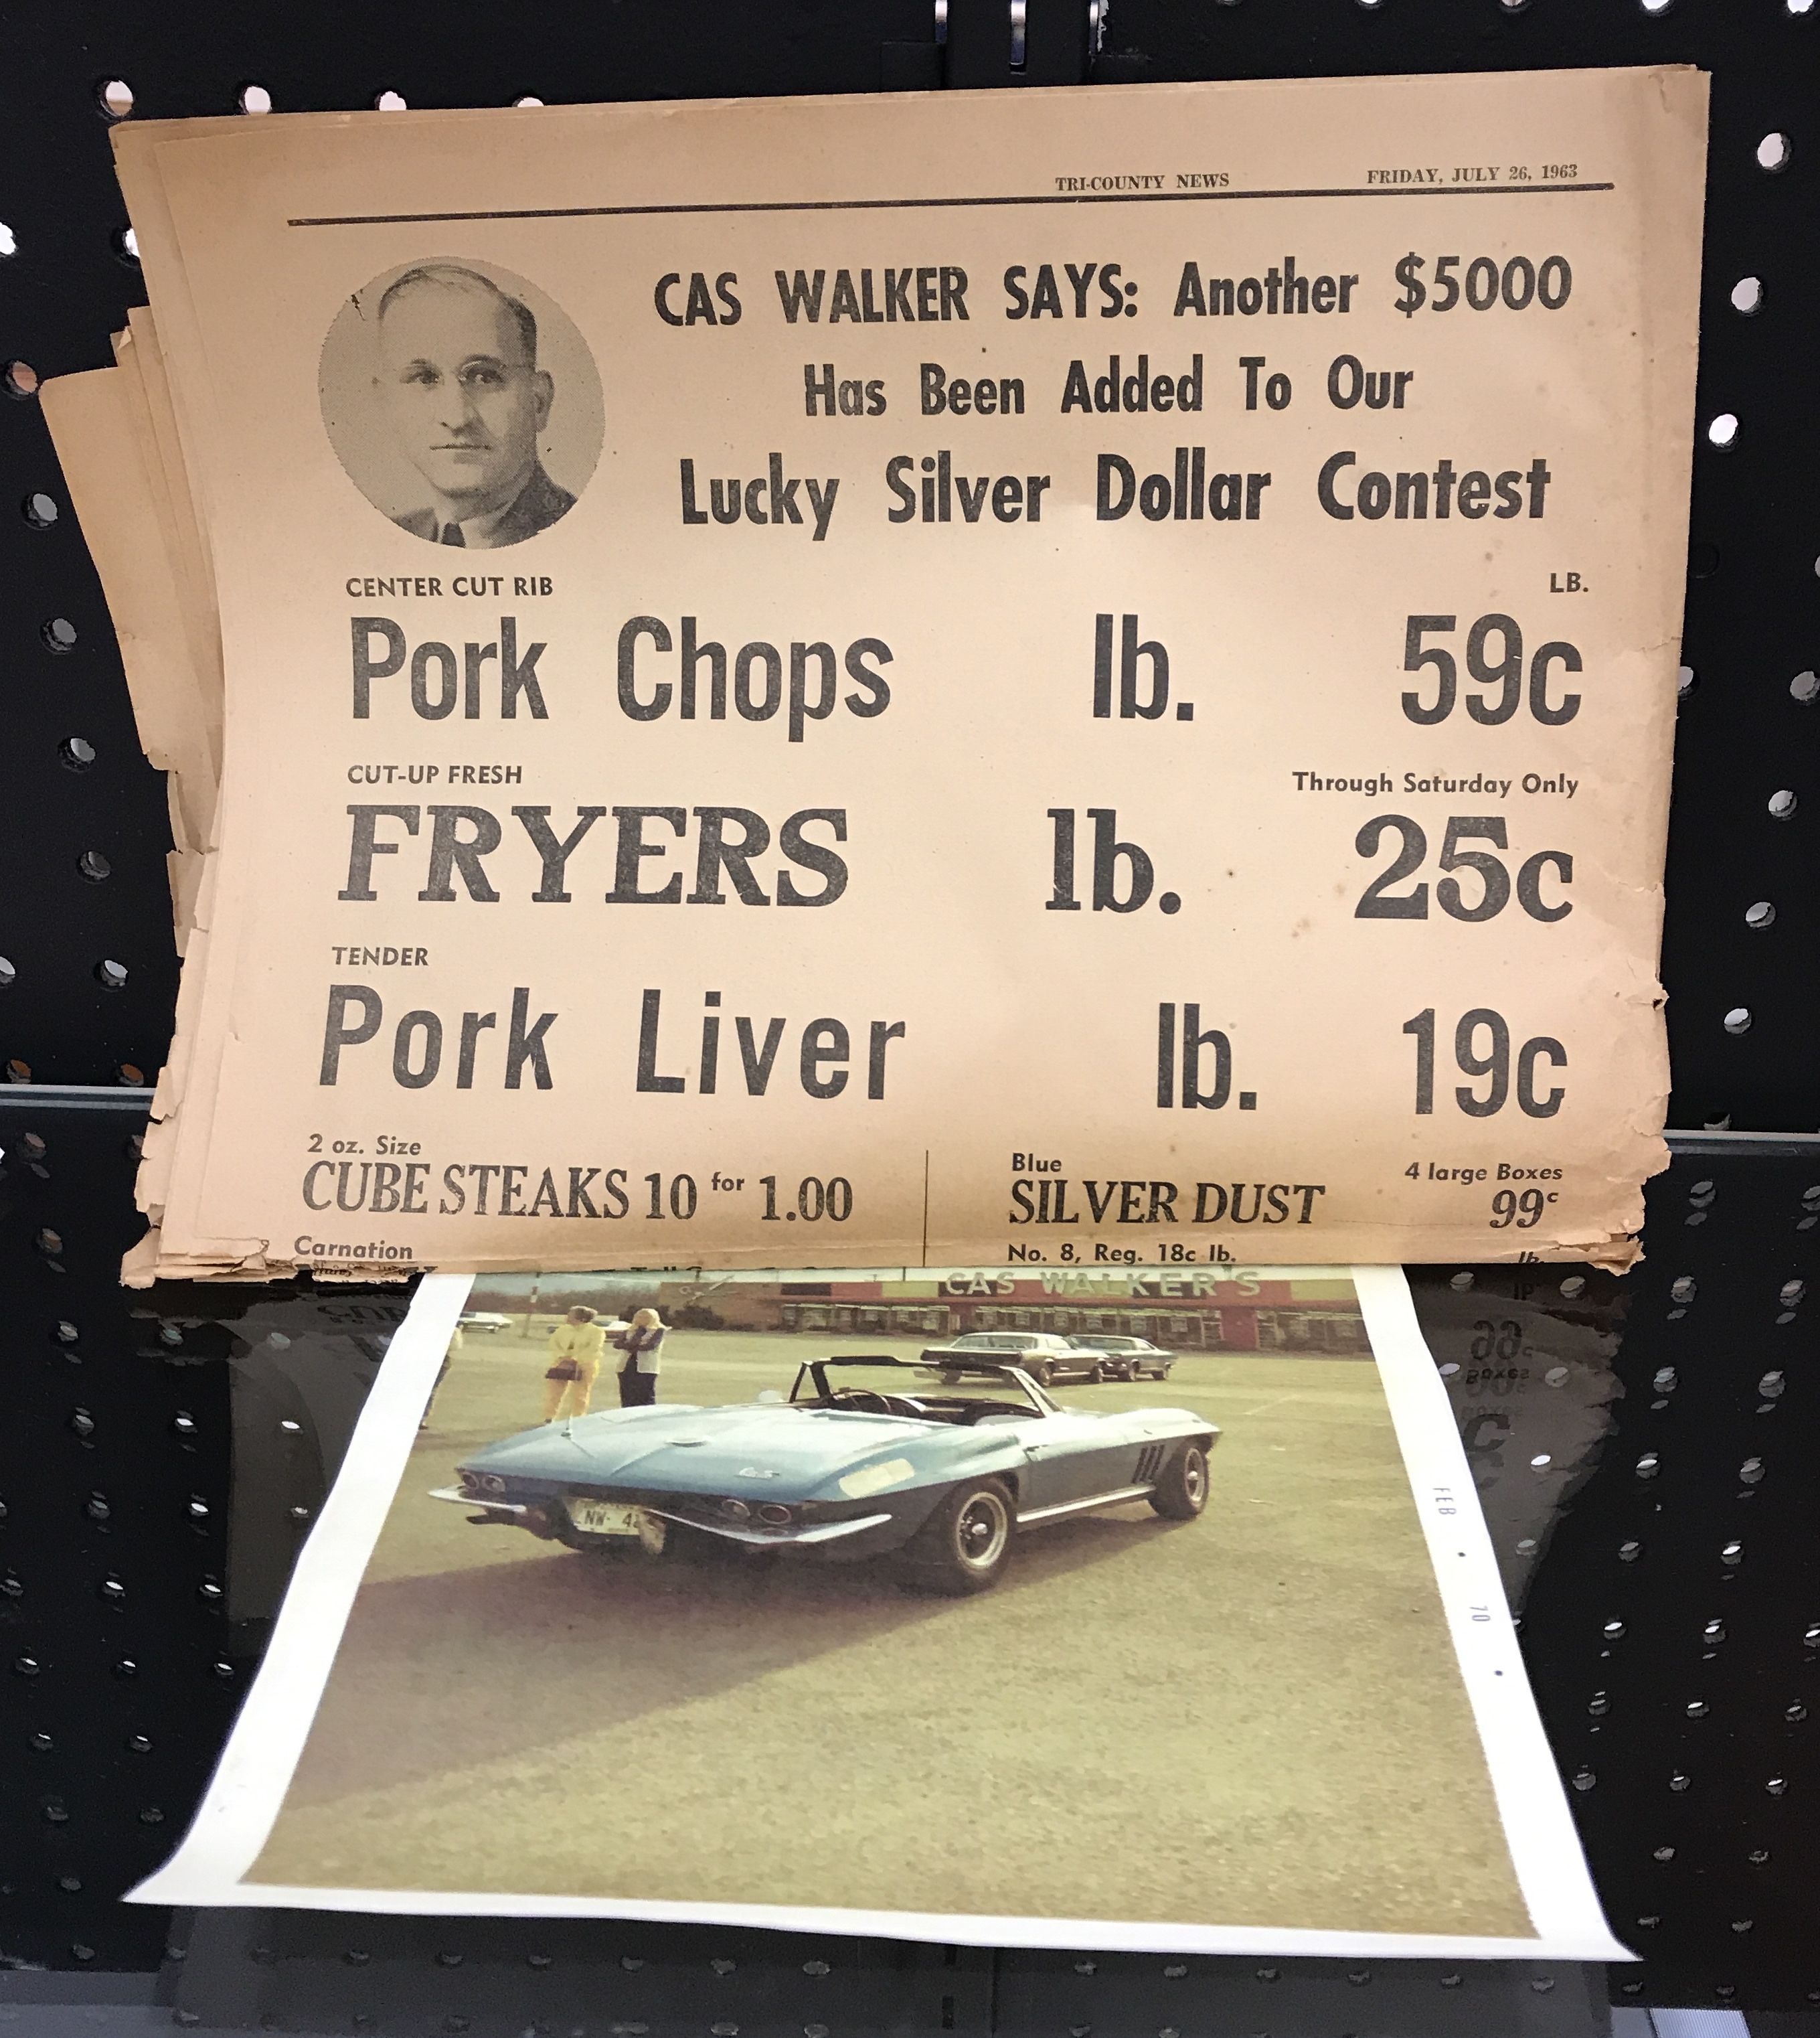 TRI-COUNTY NEWS FRIDAY, JULY 26, 1963
CAS WALKER SAYS: Another $5000
Has Been Added To Our
Lucky Silver Dollar Contest
CENTER CUT RIB LB.
Pork Chops lb. 59c
CUT-UP FRESH Through Saturday Only
FRYERS lb. 25c
TENDER
Pork Liver lb. 19c
2 oz. Size
CUBE STEAKS 10 for 1.00
Carnation
Blue 4 large Boxes
SILVER DUST 99c
No. 8, Reg. 18c lb. lb.
CAS WALKER'S
NW- 4
FEB • 70 •